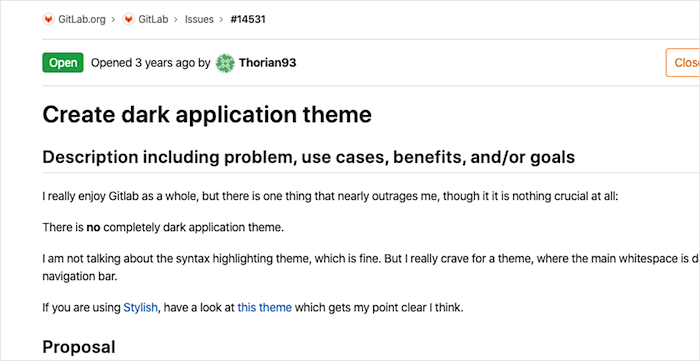 GitLab.org > GitLab > Issues > #14531
Open Opened 3 years ago by Thorian93
Create dark application theme
Description including problem, use cases, benefits, and/or goals
I really enjoy Gitlab as a whole, but there is one thing that nearly outrages me, though it it is nothing crucial at all:
There is no completely dark application theme.
I am not talking about the syntax highlighting theme, which is fine. But I really crave for a theme, where the main whitespace is
navigation bar.
If you are using Stylish, have a look at this theme which gets my point clear I think.
Proposal